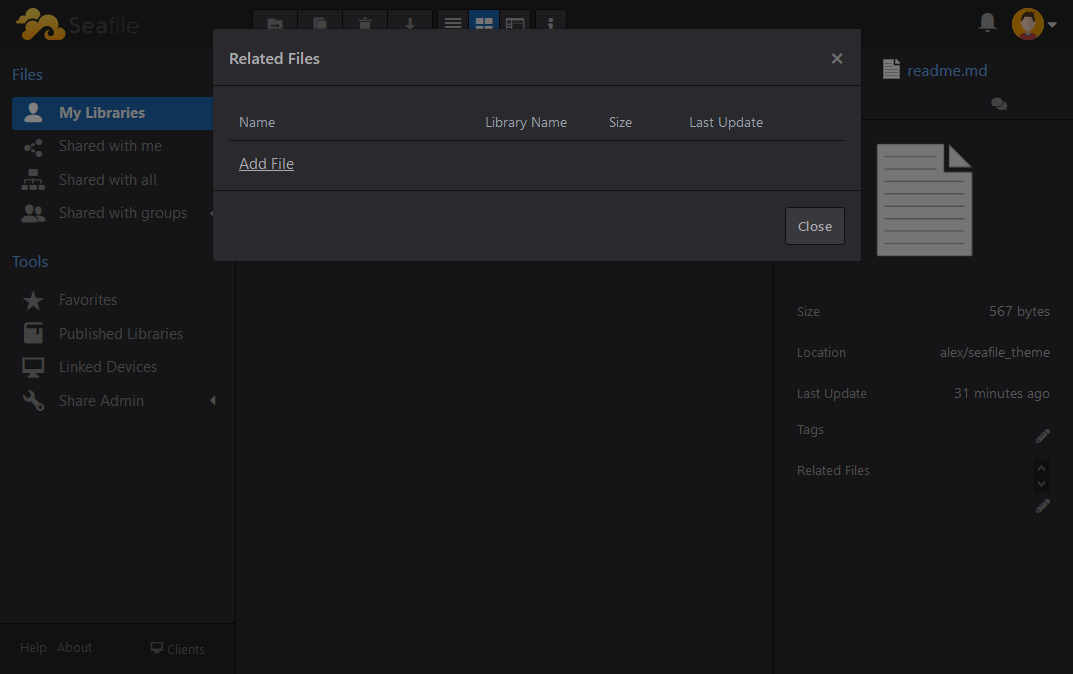 Seafile
Related Files
×
Files
readme.md
My Libraries
Shared with me
Shared with all
Shared with groups
Name Library Name Size Last Update
Add File
Close
Tools
Favorites
Published Libraries
Linked Devices
Share Admin
Size 567 bytes
Location alex/seafile_theme
Last Update 31 minutes ago
Tags
Related Files
Help About Clients